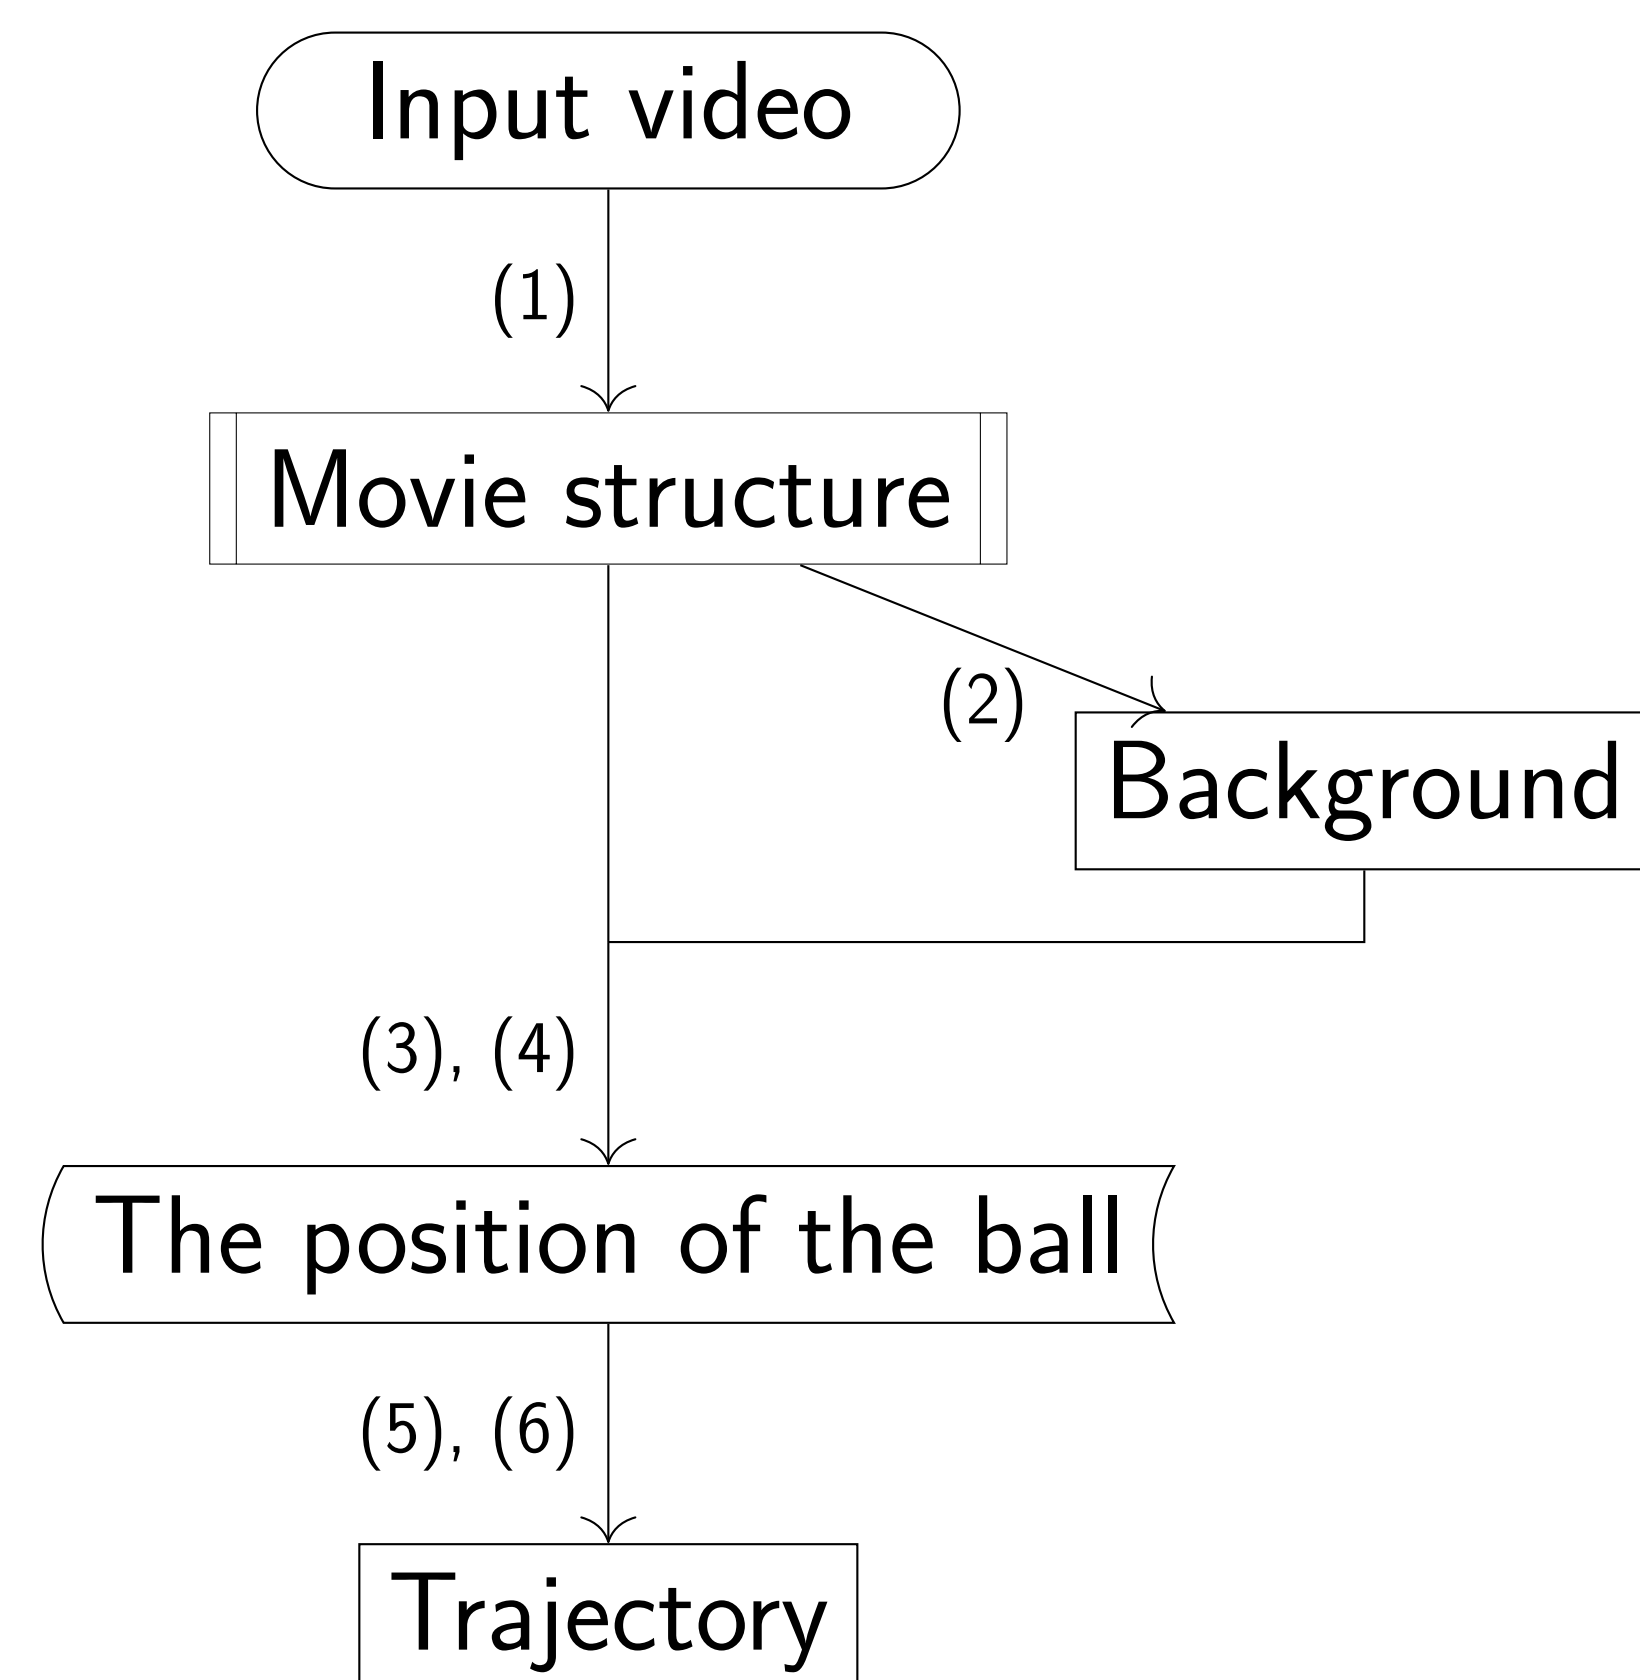 Input video
(1)
Movie structure
(2)
Background
(3), (4)
The position of the ball
(5), (6)
Trajectory